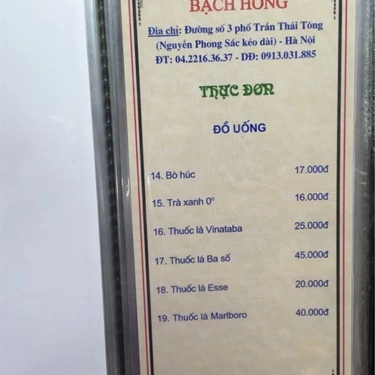 BẠCH HỒNG
Địa chỉ: Đường số 3 phố Trần Thái Tông
(Nguyễn Phong Sắc kéo dài) - Hà Nội
ĐT: 04.2216.36.37 - DĐ: 0913.031.885
THỰC ĐƠN
ĐỒ UỐNG
14. Bò húc 17.000đ
15. Trà xanh 0° 16.000đ
16. Thuốc lá Vinataba 25.000đ
17. Thuốc lá Ba số 45.000đ
18. Thuốc lá Esse 20.000đ
19. Thuốc lá Marlboro 40.000đ